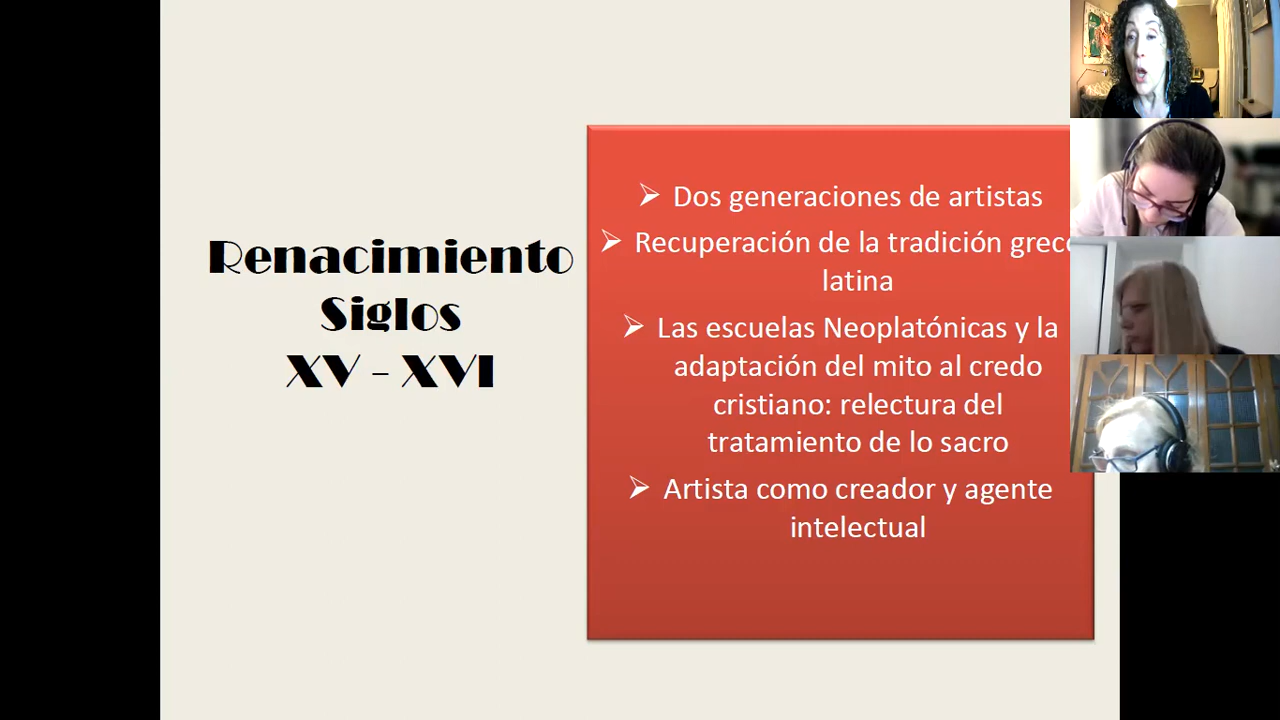 Renacimiento
Siglos
XV – XVI
➢ Dos generaciones de artistas
➢ Recuperación de la tradición grec
latina
➢ Las escuelas Neoplatónicas y la
adaptación del mito al credo
cristiano: relectura del
tratamiento de lo sacro
➢ Artista como creador y agente
intelectual